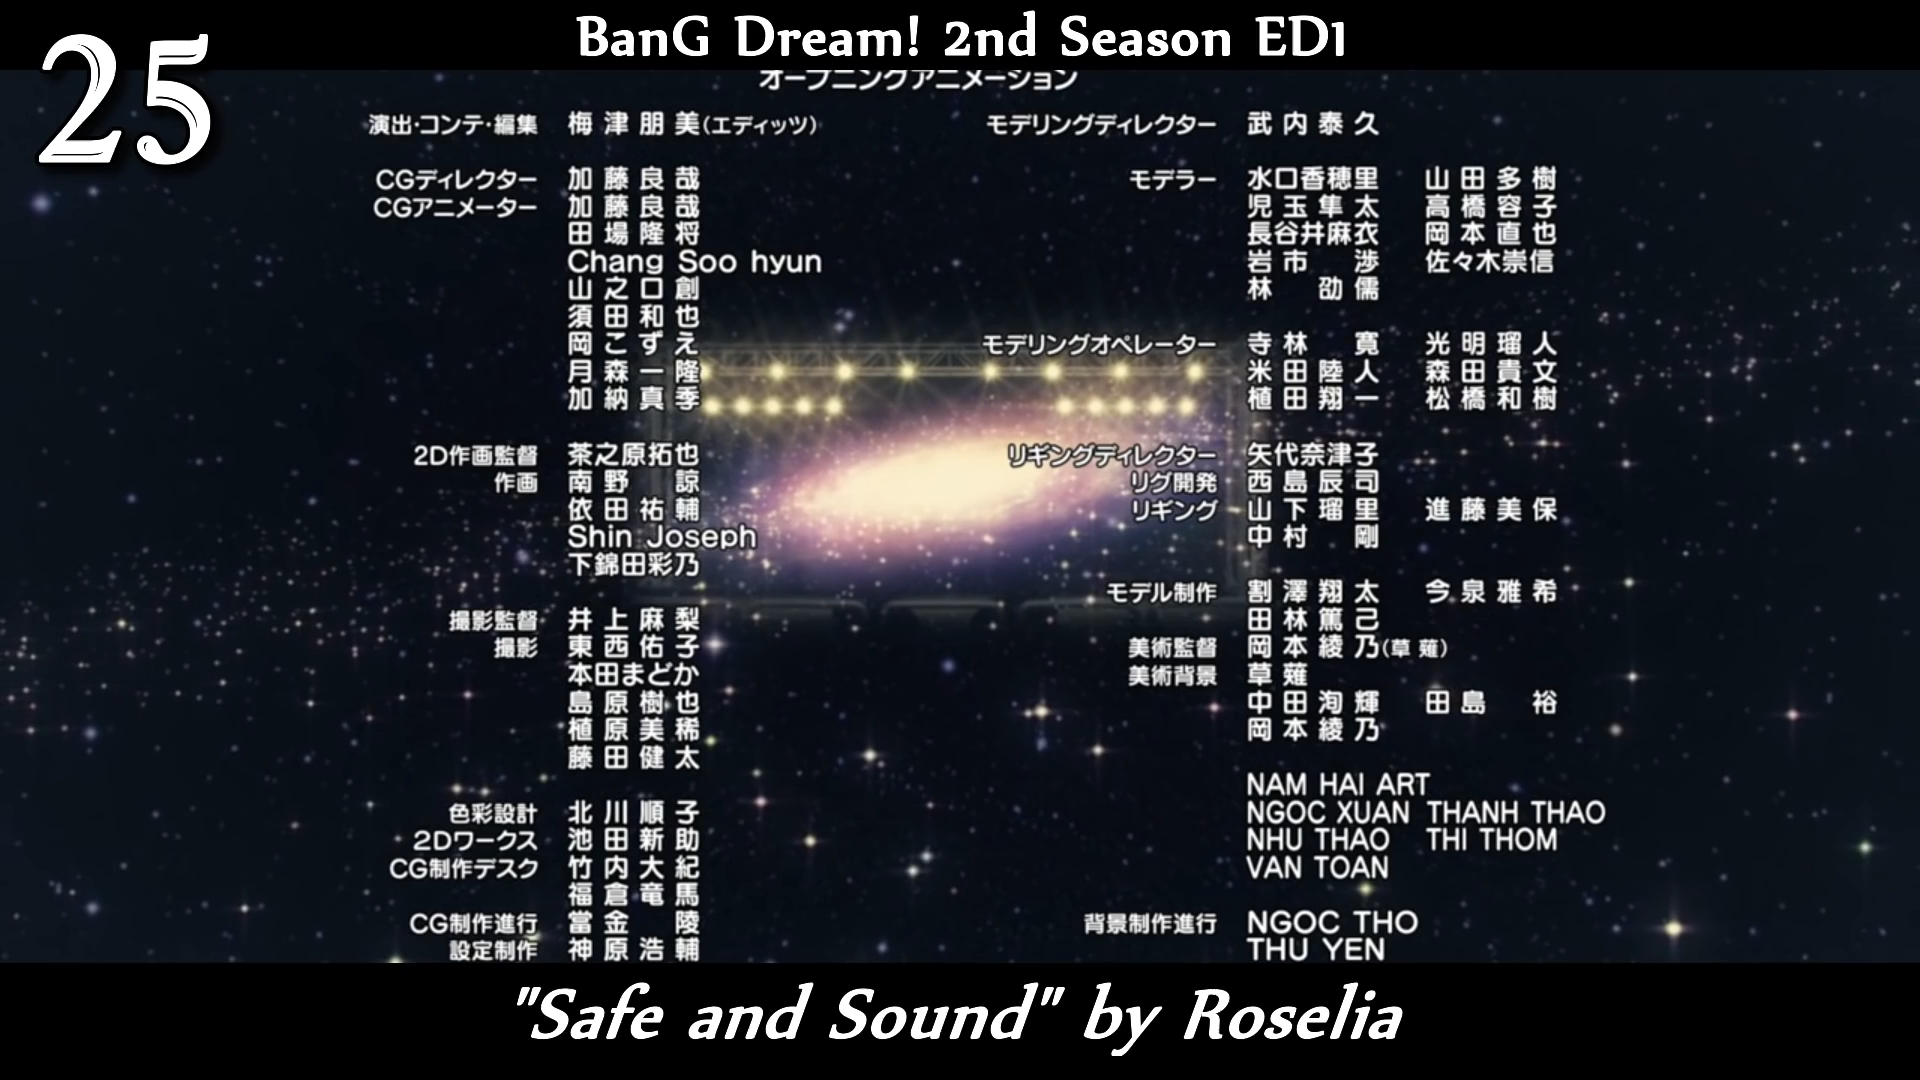 25
BanG Dream! 2nd Season ED1
オープニングアニメーション
演出・コンテ・編集 梅津朋美(エディッツ)
CGディレクター 加藤良哉
CGアニメーター 加藤良哉
田場隆将
Chang Soo hyun
山之口創
須田和也
岡こずえ
月森一隆
加納真季
2D作画監督 茶之原拓也
作画 南野 諒
依田祐輔
Shin Joseph
下錦田彩乃
撮影監督 井上麻梨
撮影 東西佑子
本田まどか
島原樹也
植原美稀
藤田健太
色彩設計 北川順子
2Dワークス 池田新助
CG制作デスク 竹内大紀
福倉竜馬
CG制作進行 當金 陵
設定制作 神原浩輔
モデリングディレクター 武内泰久
モデラー 水口香穂里 山田多樹
児玉隼太 高橋容子
長谷井麻衣 岡本直也
岩市 渉 佐々木崇信
林 劭儒
モデリングオペレーター 寺林 寛 光明瑠人
米田陸人 森田貴文
植田翔一 松橋和樹
リギングディレクター 矢代奈津子
リグ開発 西島辰司
リギング 山下瑠里 進藤美保
中村 剛
モデル制作 割澤翔太 今泉雅希
田林篤己
美術監督 岡本綾乃(草薙)
美術背景 草薙
中田洵輝 田島 裕
岡本綾乃
NAM HAI ART
NGOC XUAN THANH THAO
NHU THAO THI THOM
VAN TOAN
背景制作進行 NGOC THO
THU YEN
"Safe and Sound" by Roselia